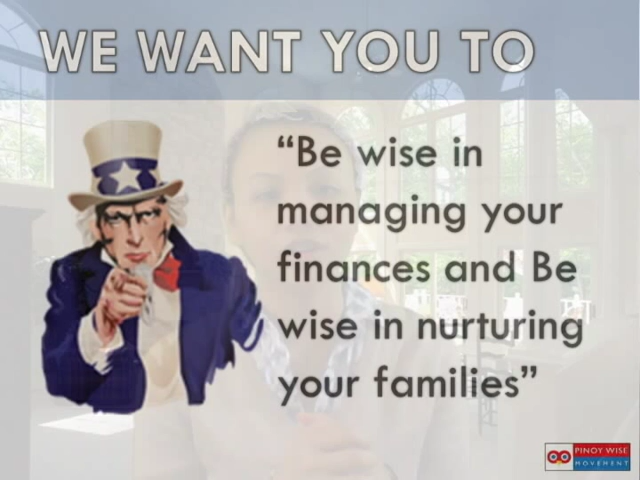 WE WANT YOU TO
“Be wise in
managing your
finances and Be
wise in nurturing
your families”
PINOY WISE
MOVEMENT